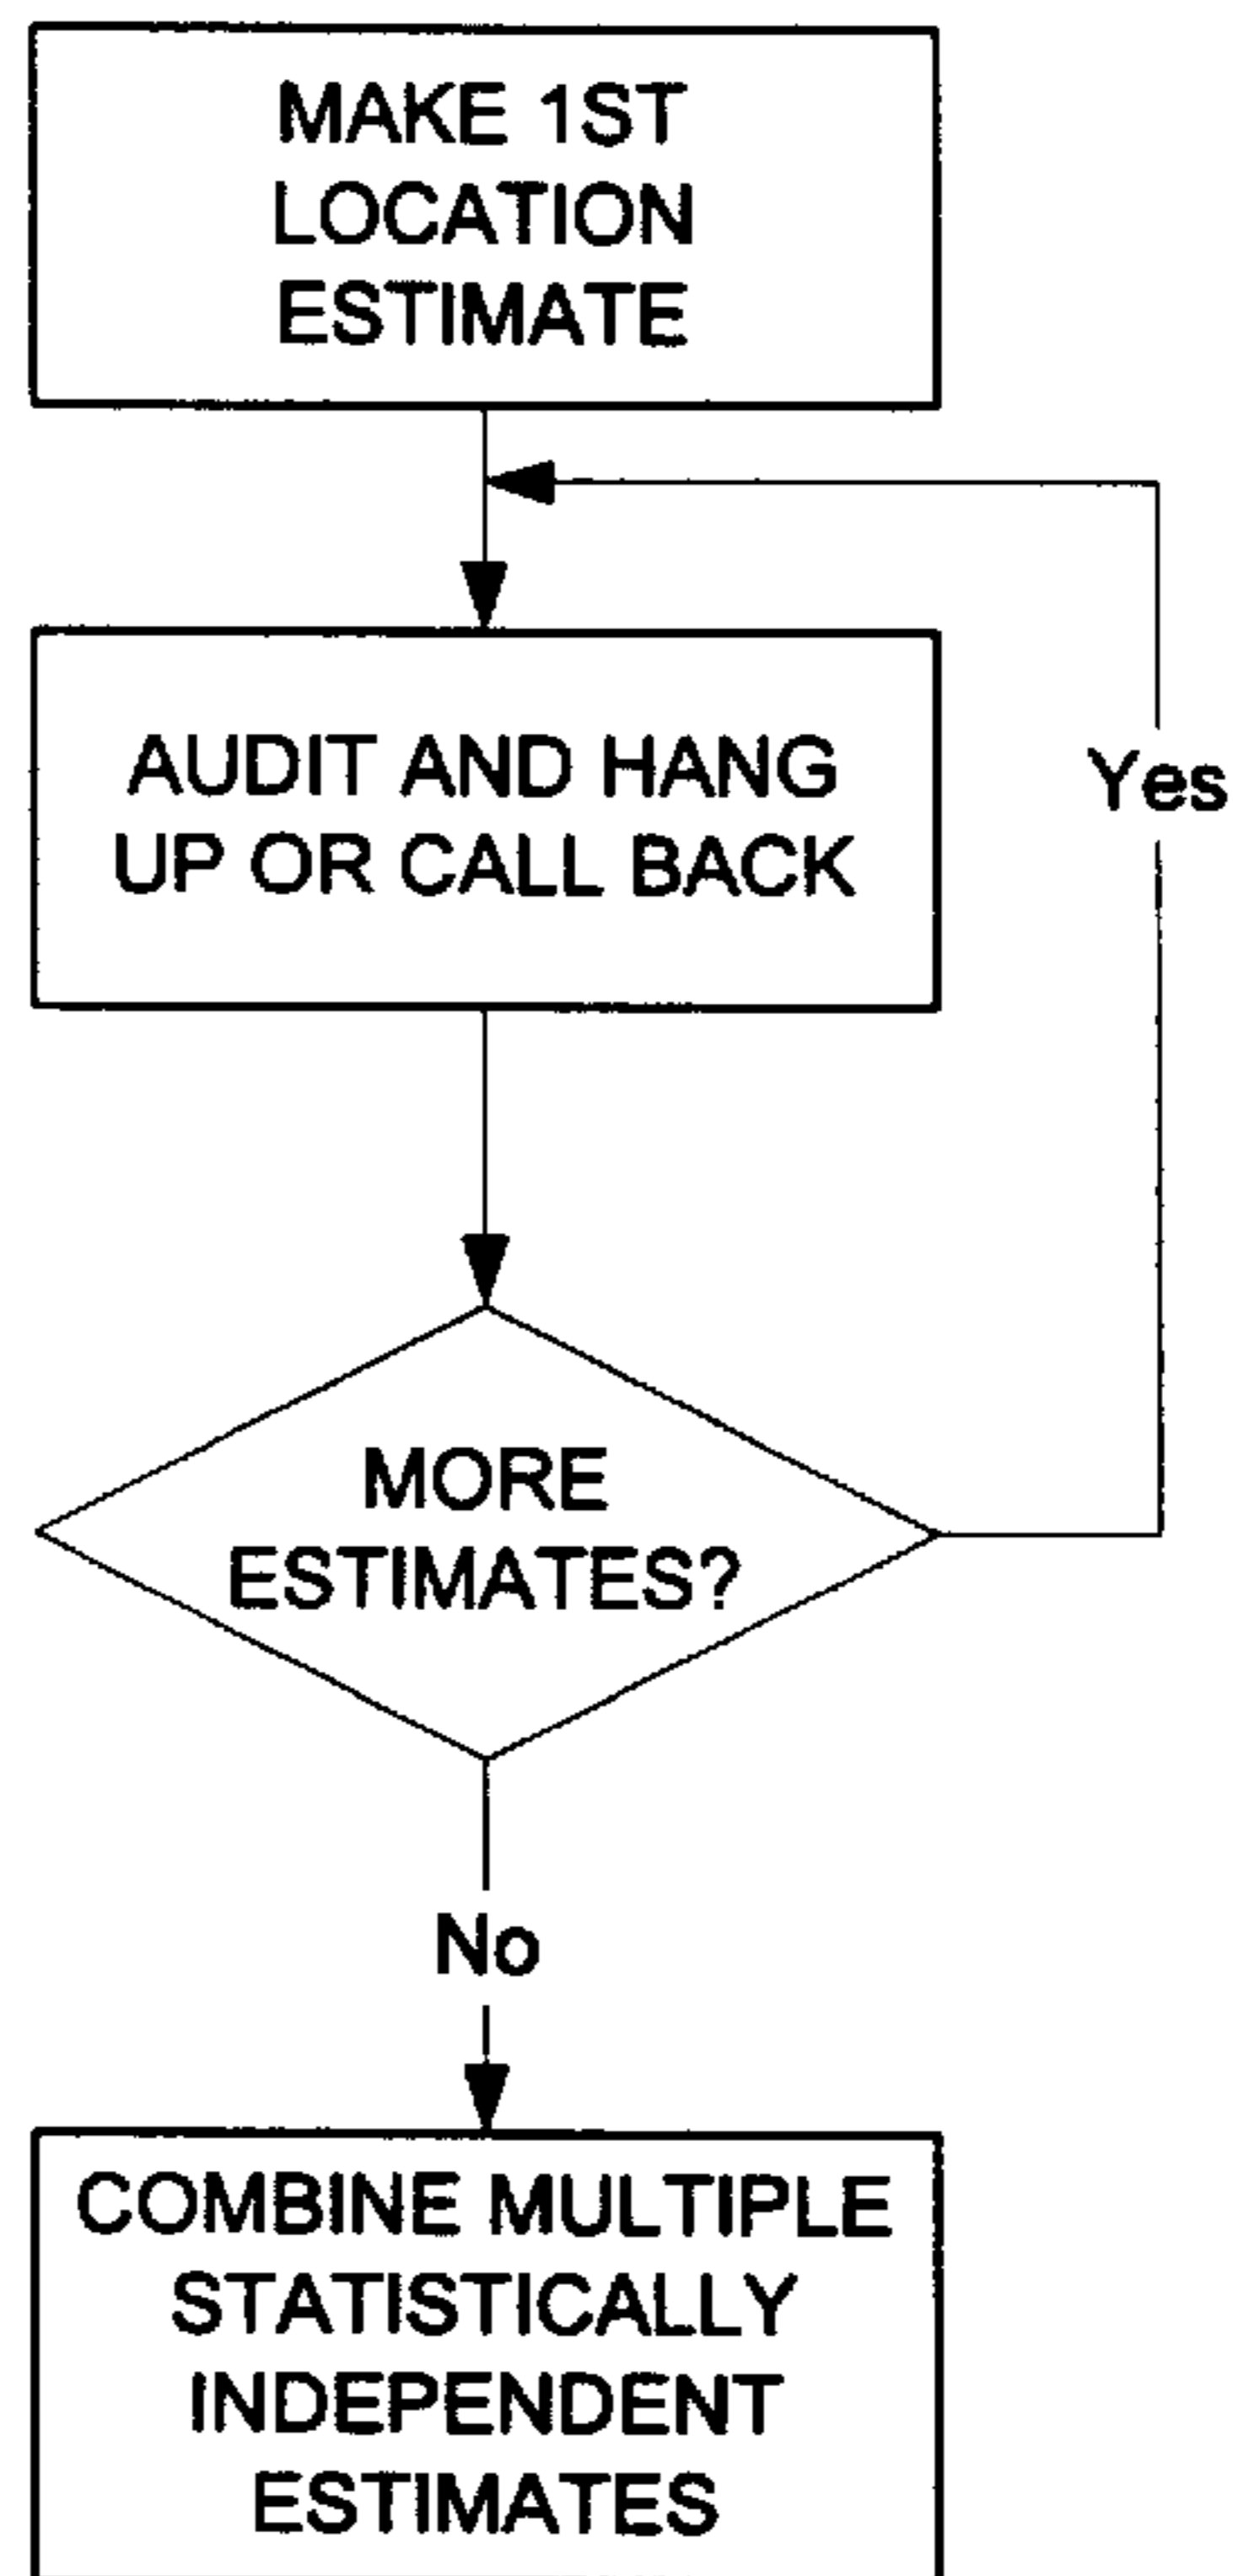 MAKE 1ST
LOCATION
ESTIMATE
AUDIT AND HANG
UP OR CALL BACK
Yes
MORE
ESTIMATES?
No
COMBINE MULTIPLE
STATISTICALLY
INDEPENDENT
ESTIMATES